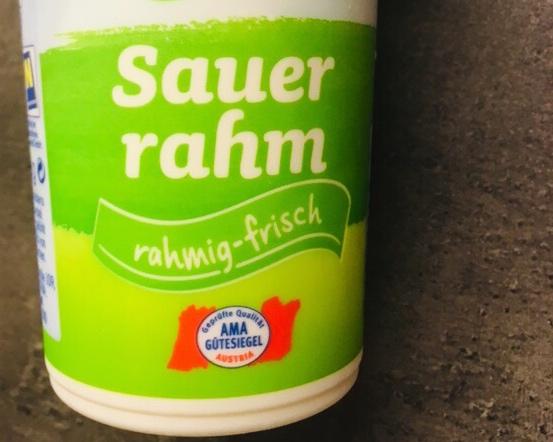 Sauer
rahm
rahmig-frisch
Geprüfte Qualität
AMA
GÜTESIEGEL
AUSTRIA